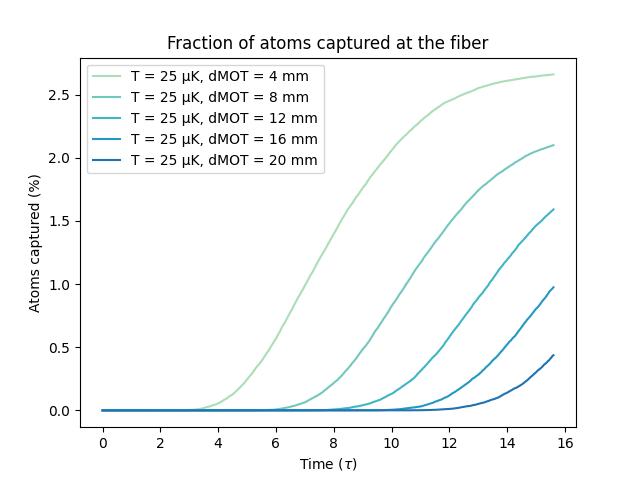 Fraction of atoms captured at the fiber
T = 25 μK, dMOT = 4 mm
T = 25 μK, dMOT = 8 mm
T = 25 μK, dMOT = 12 mm
T = 25 μK, dMOT = 16 mm
T = 25 μK, dMOT = 20 mm
Atoms captured (%)
2.5
2.0
1.5
1.0
0.5
0.0
0 2 4 6 8 10 12 14 16
Time (τ)